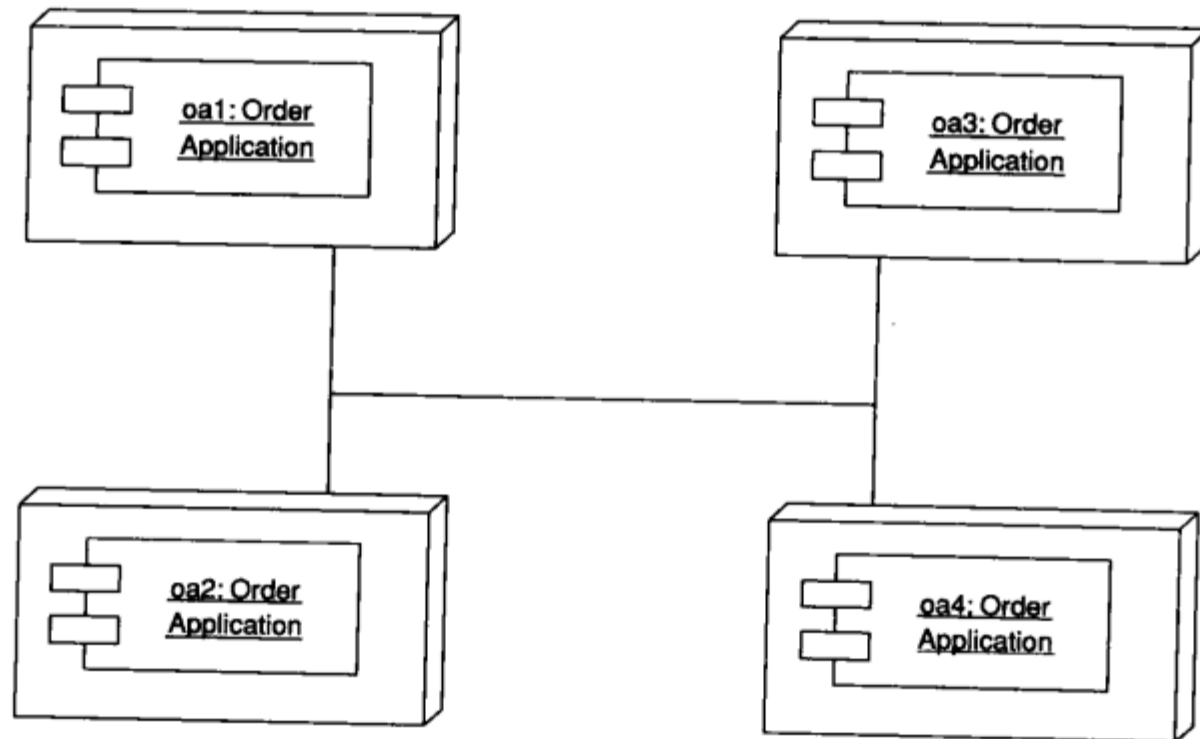 oa1: Order
Application
oa3: Order
Application
oa2: Order
Application
oa4: Order
Application